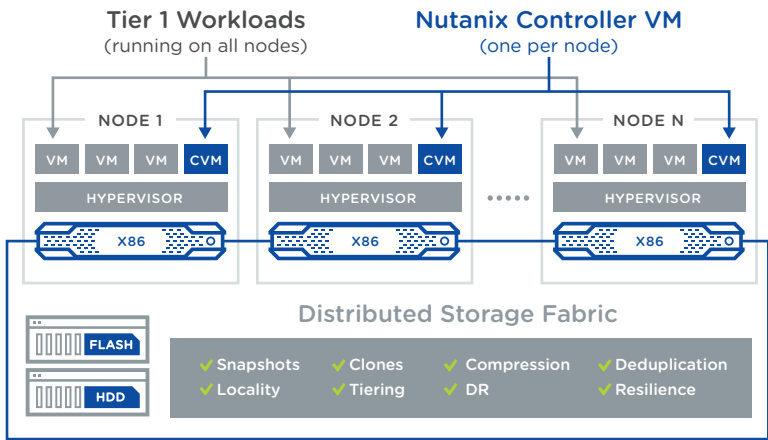 Tier 1 Workloads
(running on all nodes)
Nutanix Controller VM
(one per node)
NODE 1
VM VM VM CVM
HYPERVISOR
X86
NODE 2
VM VM VM CVM
HYPERVISOR
X86
NODE N
VM VM VM CVM
HYPERVISOR
X86
Distributed Storage Fabric
FLASH
HDD
Snapshots Clones Compression Deduplication
Locality Tiering DR Resilience